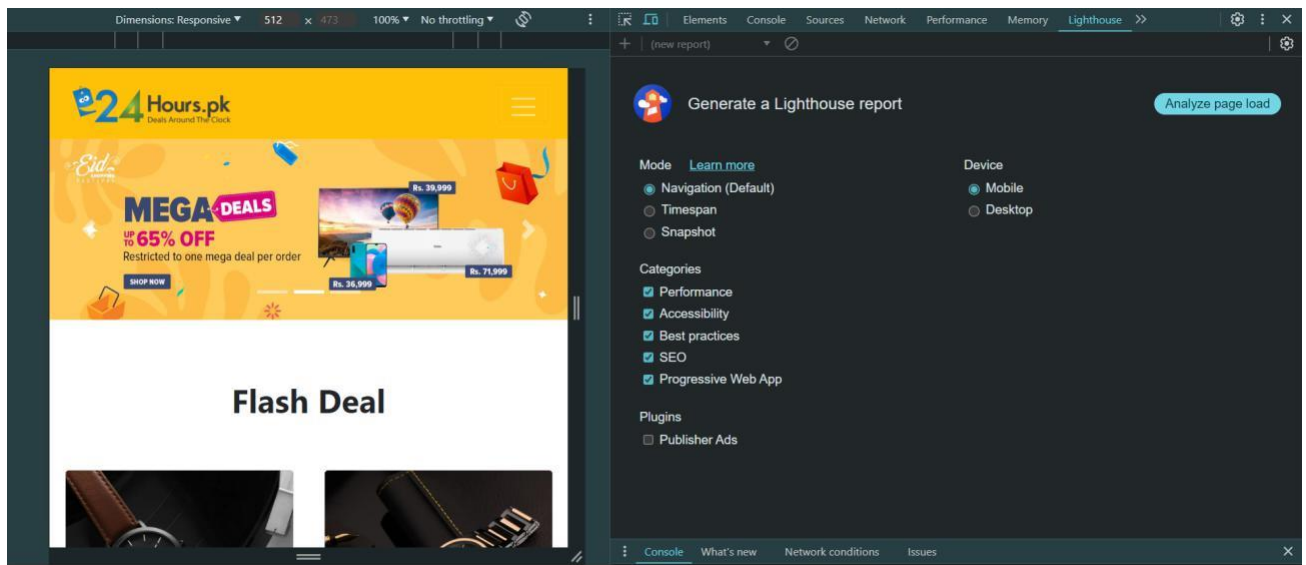 Dimensions: Responsive ▼ 512 × 473 100% ▼ No throttling ▼
Elements Console Sources Network Performance Memory Lighthouse
(new report)
e24 Hours.pk
Deals Around The Clock
Eid
MEGA DEALS
UP TO 65% OFF
Restricted to one mega deal per order
SHOP NOW
Rs. 39,999
Rs. 36,999
Rs. 71,999
Flash Deal
Generate a Lighthouse report
Analyze page load
Mode Learn more
Navigation (Default)
Timespan
Snapshot
Device
Mobile
Desktop
Categories
Performance
Accessibility
Best practices
SEO
Progressive Web App
Plugins
Publisher Ads
Console What's new Network conditions Issues